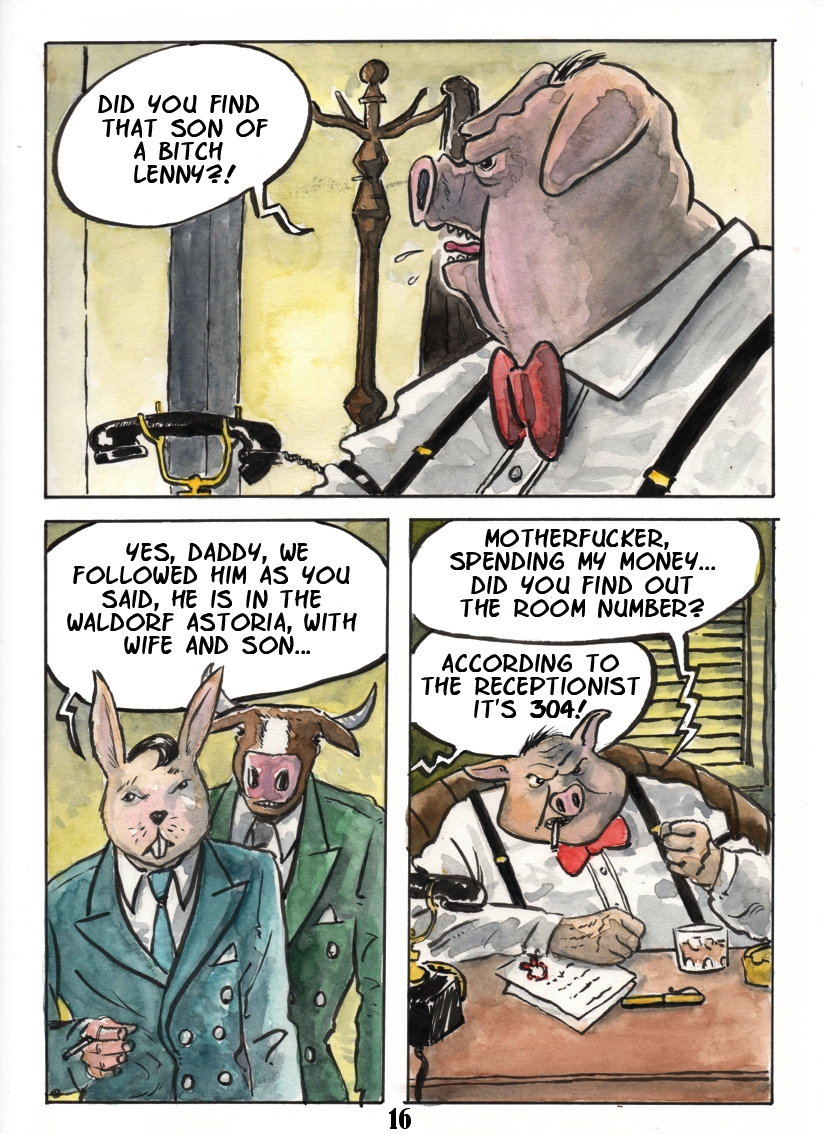 DID YOU FIND
THAT SON OF
A BITCH
LENNY?!
YES, DADDY, WE
FOLLOWED HIM AS YOU
SAID, HE IS IN THE
WALDORF ASTORIA, WITH
WIFE AND SON...
MOTHERFUCKER,
SPENDING MY MONEY...
DID YOU FIND OUT
THE ROOM NUMBER?
ACCORDING TO
THE RECEPTIONIST
IT'S 304!
16